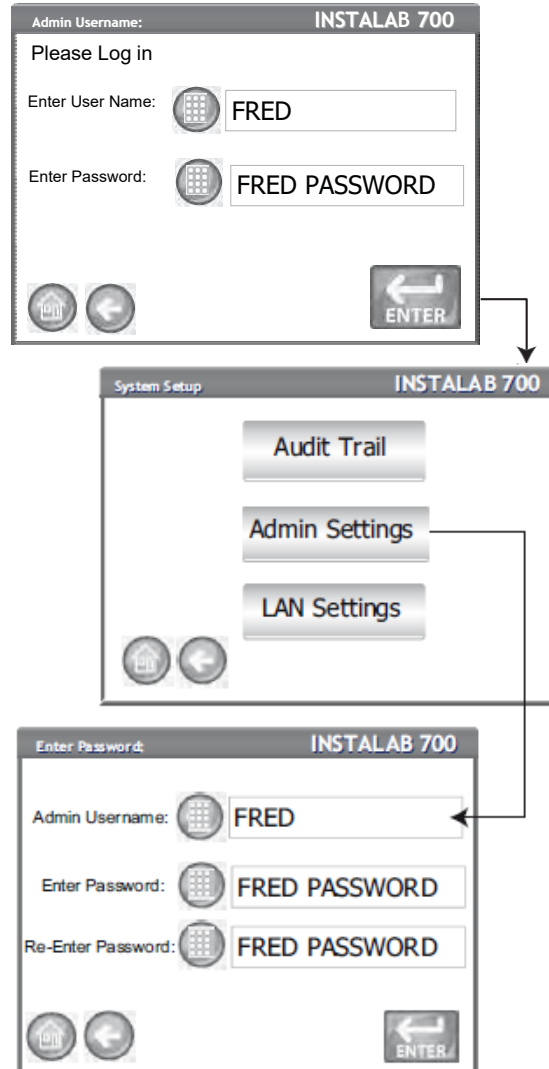 Admin Username: INSTALAB 700
Please Log in
Enter User Name: FRED
Enter Password: FRED PASSWORD
ENTER
System Setup INSTALAB 700
Audit Trail
Admin Settings
LAN Settings
Enter Password: INSTALAB 700
Admin Username: FRED
Enter Password: FRED PASSWORD
Re-Enter Password: FRED PASSWORD
ENTER